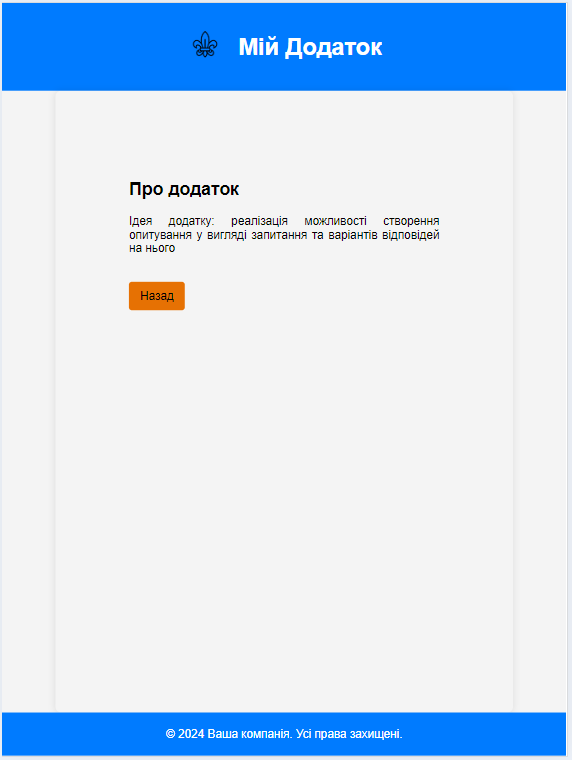 Мій Додаток
Про додаток
Ідея додатку: реалізація можливості створення
опитування у вигляді запитання та варіантів відповідей
на нього
Назад
© 2024 Ваша компанія. Усі права захищені.